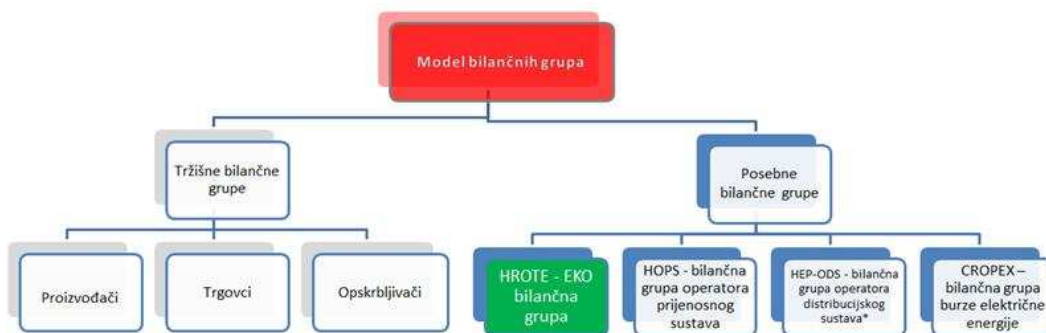 Model bilančnih grupa
Tržišne bilančne
grupe
Posebne
bilančne grupe
Proizvođači
Trgovci
Opskrbljivači
HROTE - EKO
bilančna
grupa
HOPS - bilančna
grupa operatora
prijenosnog
sustava
HEP-ODS - bilančna
grupa operatora
distribucijskog
sustava*
CROPEX –
bilančna grupa
burze električne
energije